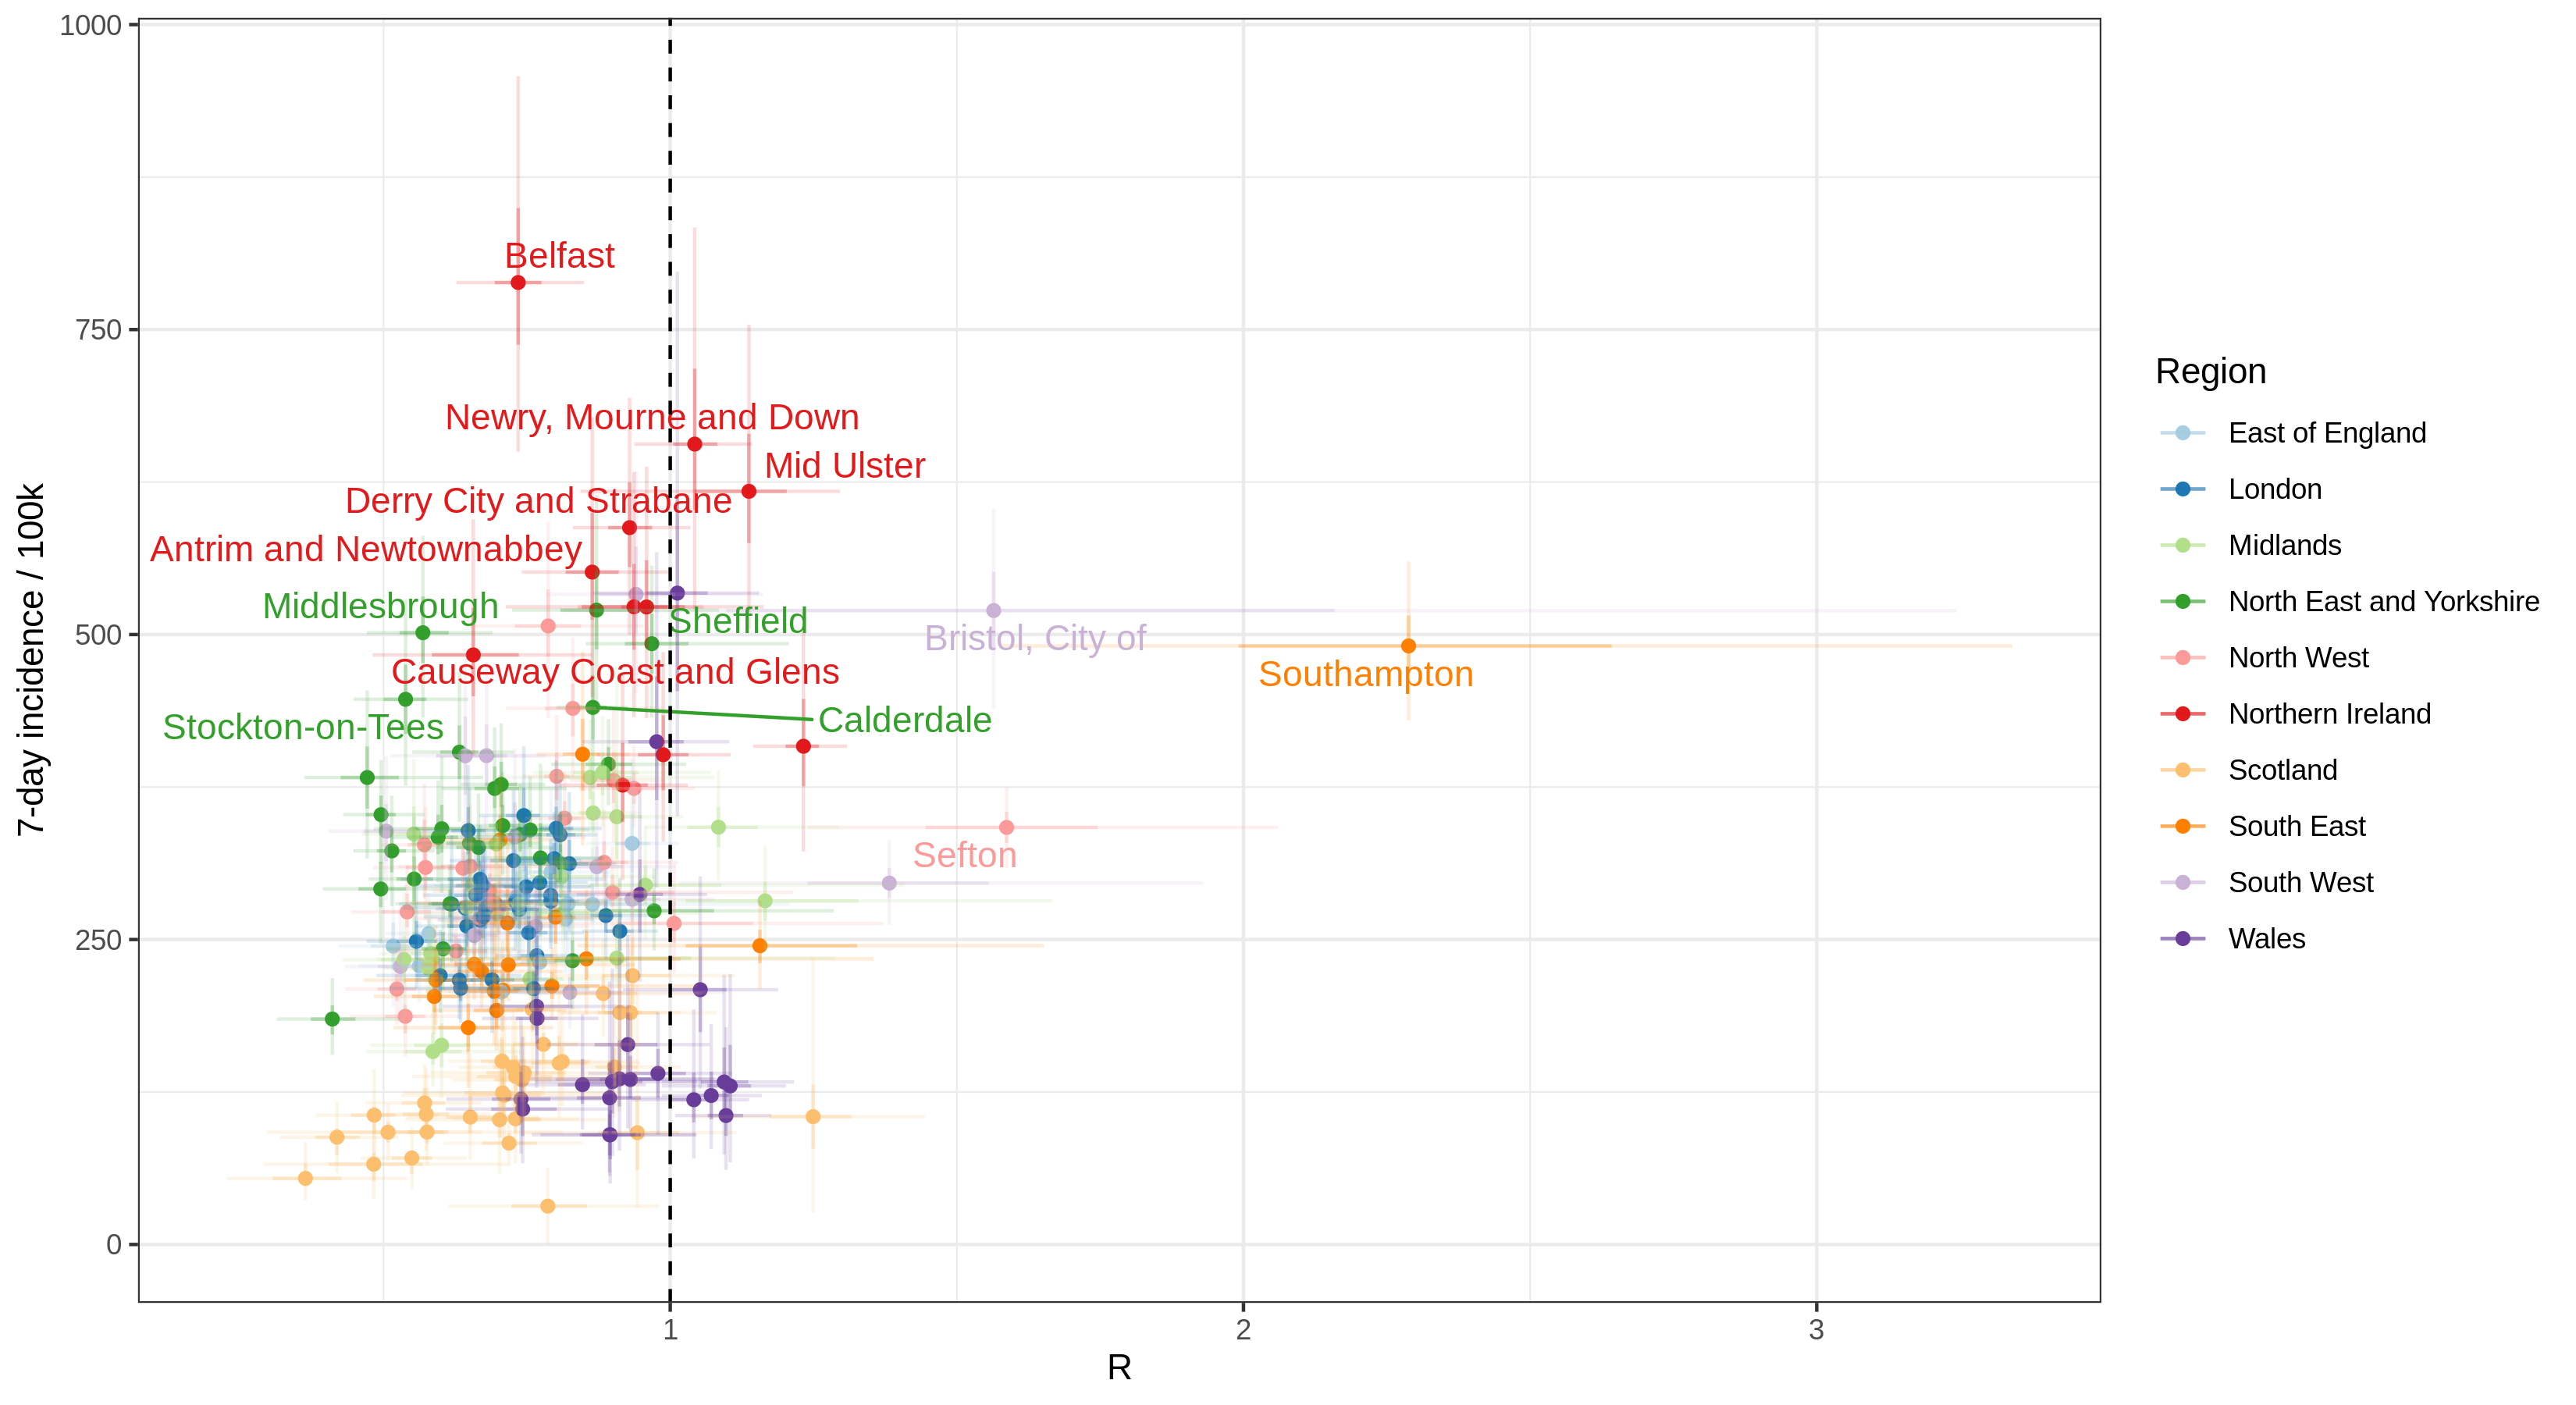 1000
750
500
250
0
7-day incidence / 100k
Belfast
Newry, Mourne and Down
Mid Ulster
Derry City and Strabane
Antrim and Newtownabbey
Middlesbrough
Sheffield
Bristol, City of
Causeway Coast and Glens
Southampton
Stockton-on-Tees
Calderdale
Sefton
1
2
3
R
Region
East of England
London
Midlands
North East and Yorkshire
North West
Northern Ireland
Scotland
South East
South West
Wales